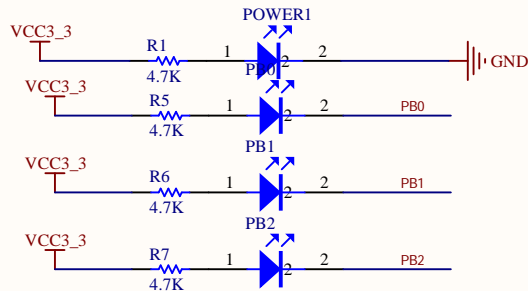 POWER1
VCC3_3
R1
1
2
2
GND
4.7K
PB0
VCC3_3
R5
1
2
2
PB0
4.7K
PB1
VCC3_3
R6
1
2
2
PB1
4.7K
PB2
VCC3_3
R7
1
2
2
PB2
4.7K